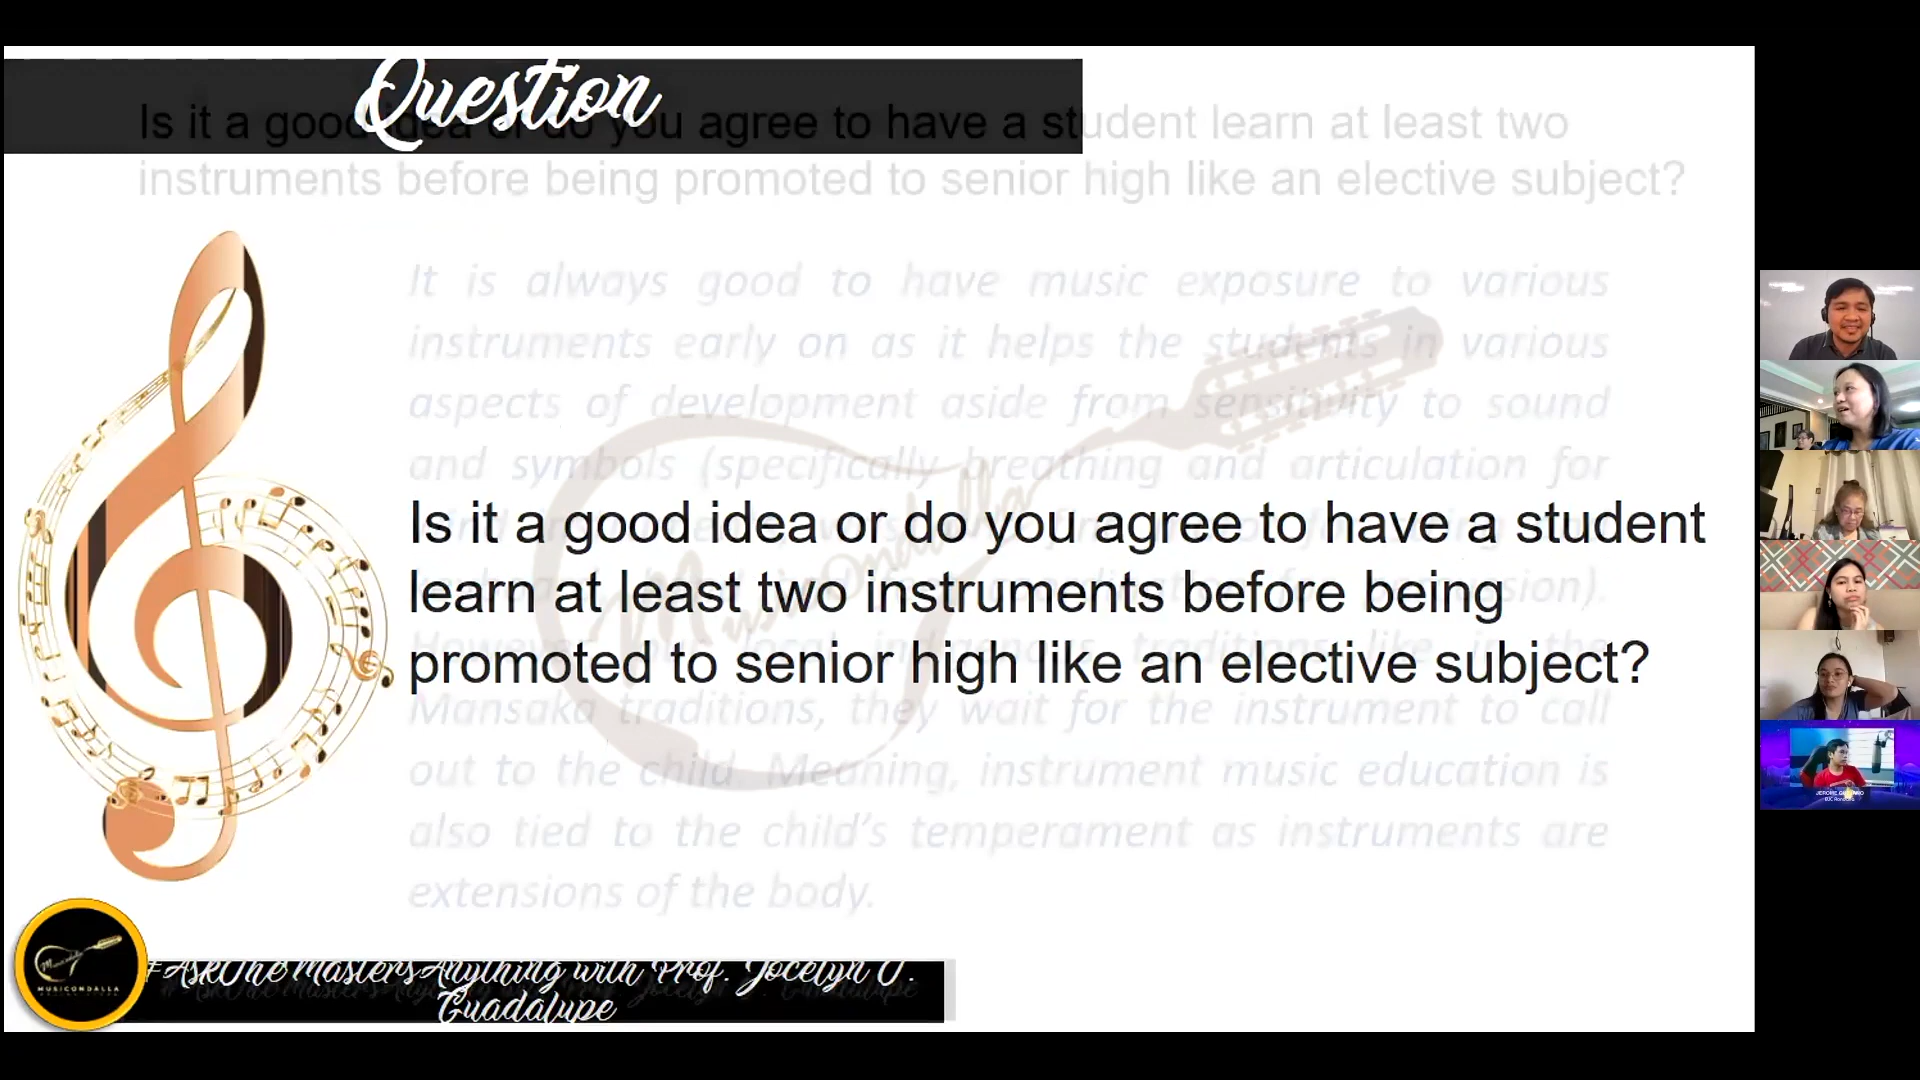 Question
Is it a good idea or do you agree to have a student learn at least two
instruments before being promoted to senior high like an elective subject?
It is always good to have music exposure to various
instruments early on as it helps the students in various
aspects of development aside from sensitivity to sound
and symbols (specifically breathing and articulation for
Is it a good idea or do you agree to have a student
learn at least two instruments before being
promoted to senior high like an elective subject?
Mansaka traditions, they wait for the instrument to call
out to the child. Meaning, instrument music education is
also tied to the child's temperament as instruments are
extensions of the body.
Musicondalla
MUSICONDALLA
#AskTheMastersAnything with Prof. Jocelyn T.
Guadalupe